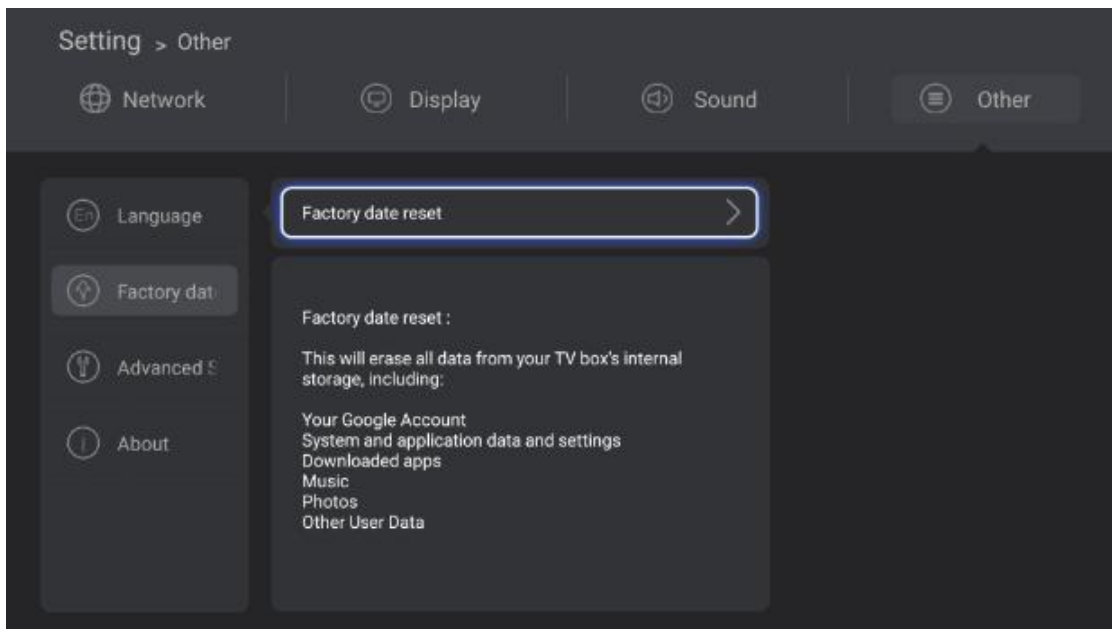 Setting > Other
Network
Display
Sound
Other
En
Language
Factory dat
Advanced S
About
Factory date reset
Factory date reset :
This will erase all data from your TV box's internal
storage, including:
Your Google Account
System and application data and settings
Downloaded apps
Music
Photos
Other User Data